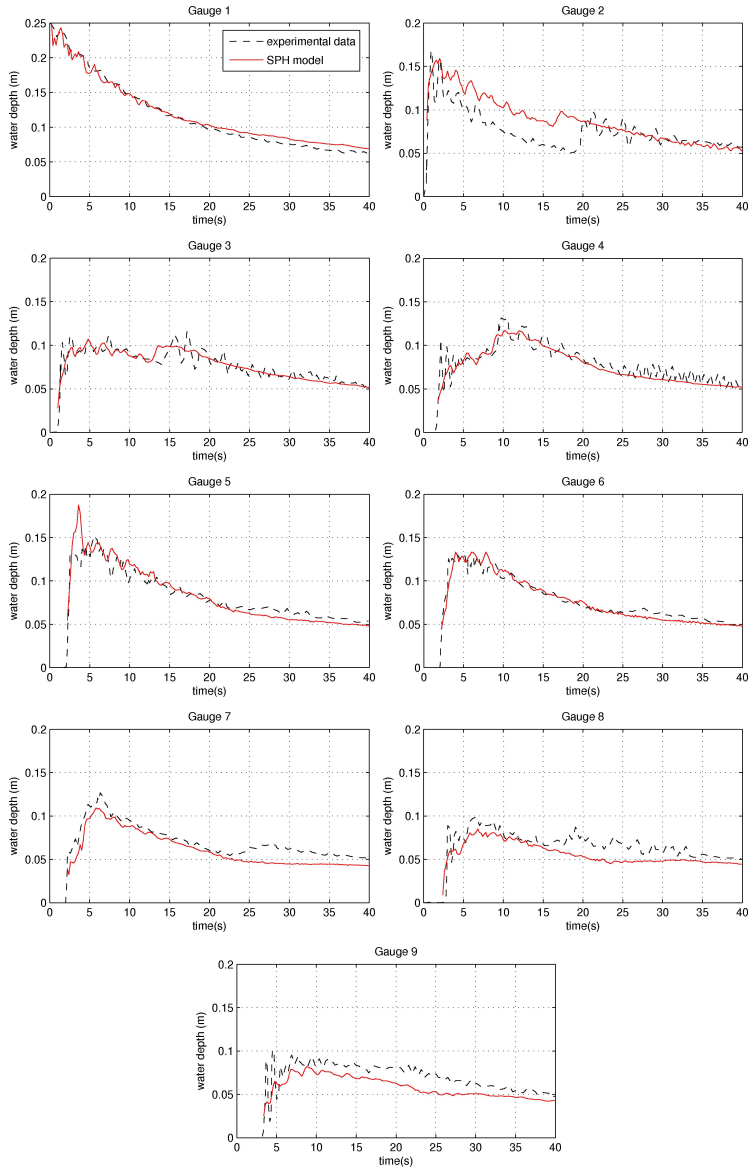 Gauge 1
0.25
0.2
0.15
0.1
0.05
water depth (m)
0 5 10 15 20 25 30 35 40
time(s)
experimental data
SPH model
Gauge 2
0.2
0.15
0.1
0.05
0
water depth (m)
0 5 10 15 20 25 30 35 40
time(s)
Gauge 3
0.2
0.15
0.1
0.05
0
water depth (m)
0 5 10 15 20 25 30 35 40
time(s)
Gauge 4
0.2
0.15
0.1
0.05
0
water depth (m)
0 5 10 15 20 25 30 35 40
time(s)
Gauge 5
0.2
0.15
0.1
0.05
0
water depth (m)
0 5 10 15 20 25 30 35 40
time(s)
Gauge 6
0.2
0.15
0.1
0.05
0
water depth (m)
0 5 10 15 20 25 30 35 40
time(s)
Gauge 7
0.2
0.15
0.1
0.05
0
water depth (m)
0 5 10 15 20 25 30 35 40
time(s)
Gauge 8
0.2
0.15
0.1
0.05
0
water depth (m)
0 5 10 15 20 25 30 35 40
time(s)
Gauge 9
0.2
0.15
0.1
0.05
0
water depth (m)
0 5 10 15 20 25 30 35 40
time(s)